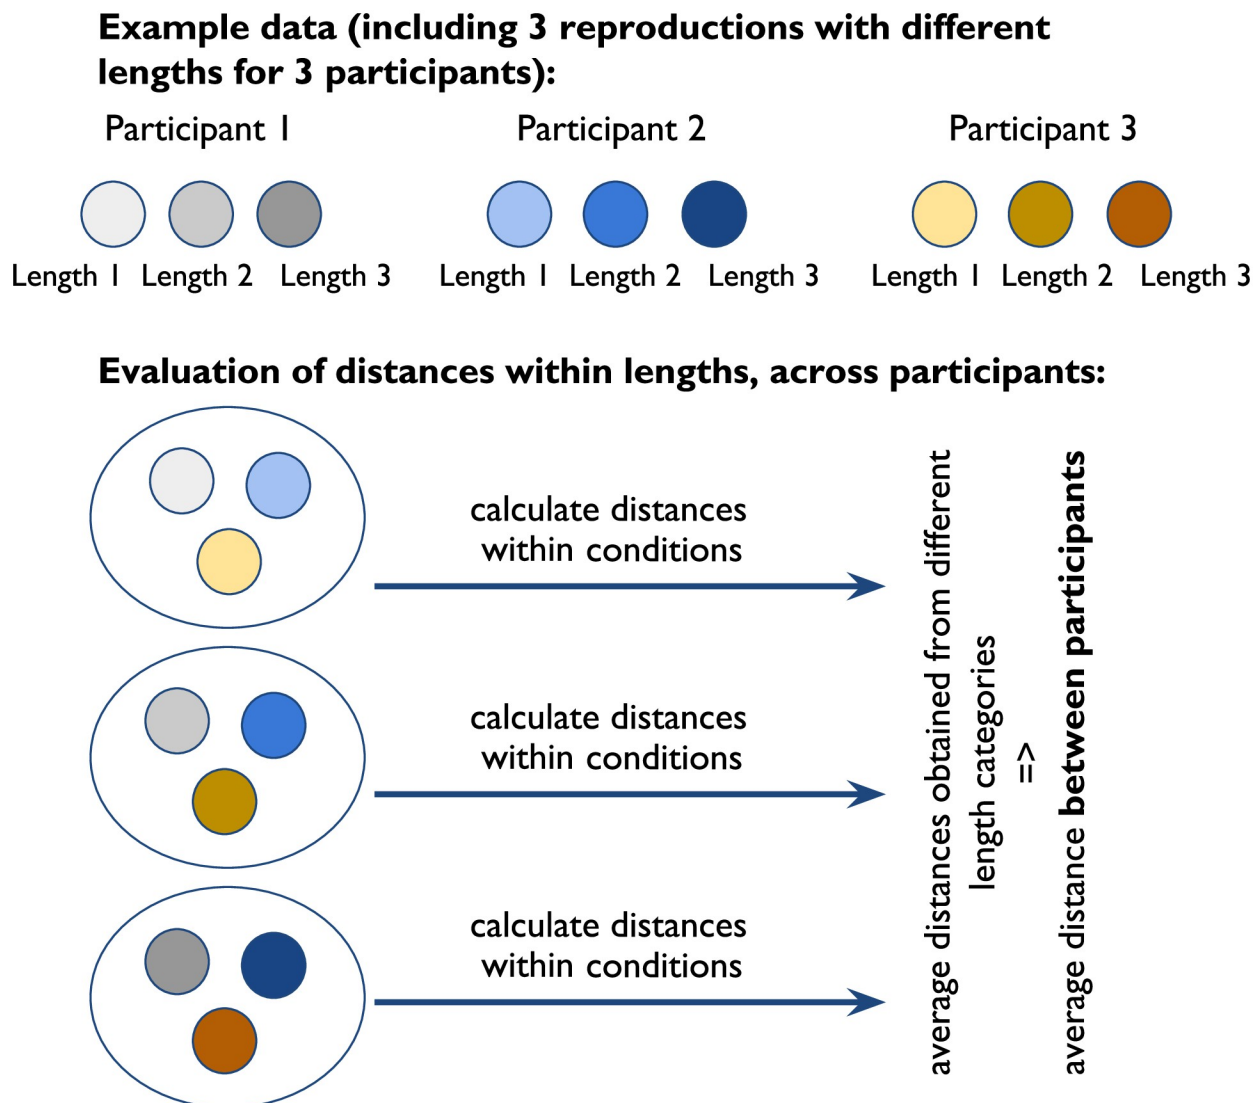 Example data (including 3 reproductions with different
lengths for 3 participants):
Participant 1
Participant 2
Participant 3
Length 1 Length 2 Length 3
Length 1 Length 2 Length 3
Length 1 Length 2 Length 3
Evaluation of distances within lengths, across participants:
calculate distances
within conditions
calculate distances
within conditions
calculate distances
within conditions
average distances obtained from different
length categories
=>
average distance between participants